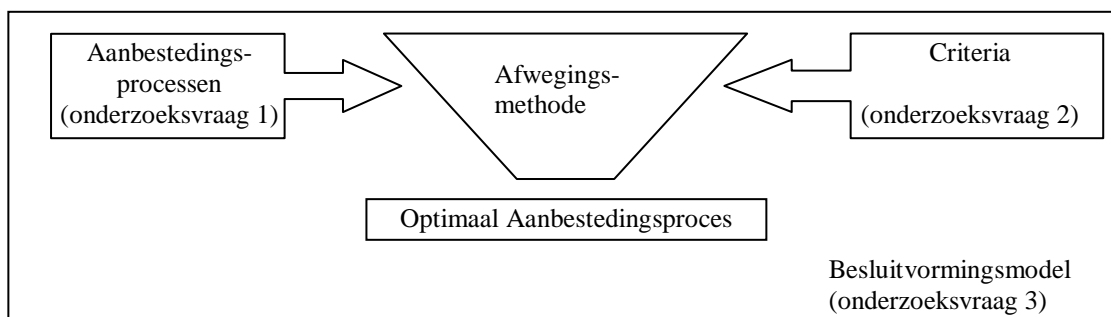 Aanbestedings-
processen
(onderzoeksvraag 1)
Afwegings-
methode
Criteria
(onderzoeksvraag 2)
Optimaal Aanbestedingsproces
Besluitvormingsmodel
(onderzoeksvraag 3)